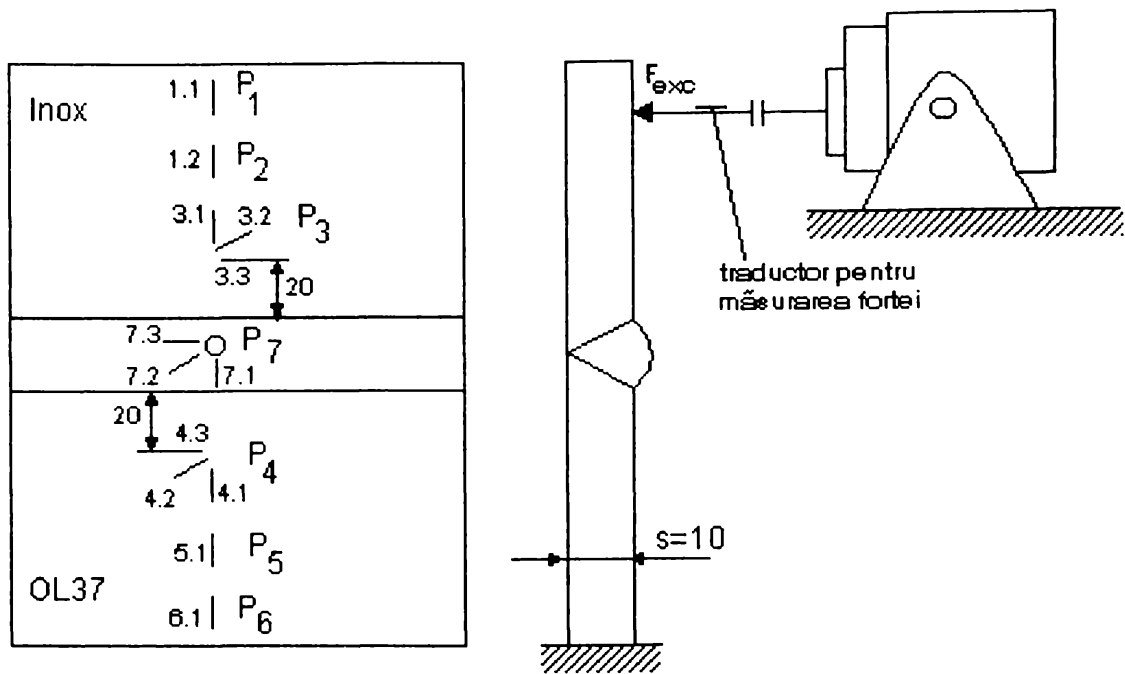 Inox
1.1 P1
1.2 P2
3.1 3.2 P3
3.3
20
7.3 P7
7.2 7.1
20
4.3 P4
4.2 4.1
5.1 P5
OL37
6.1 P6
Fexc
traductor pentru
măsurarea fortei
s=10